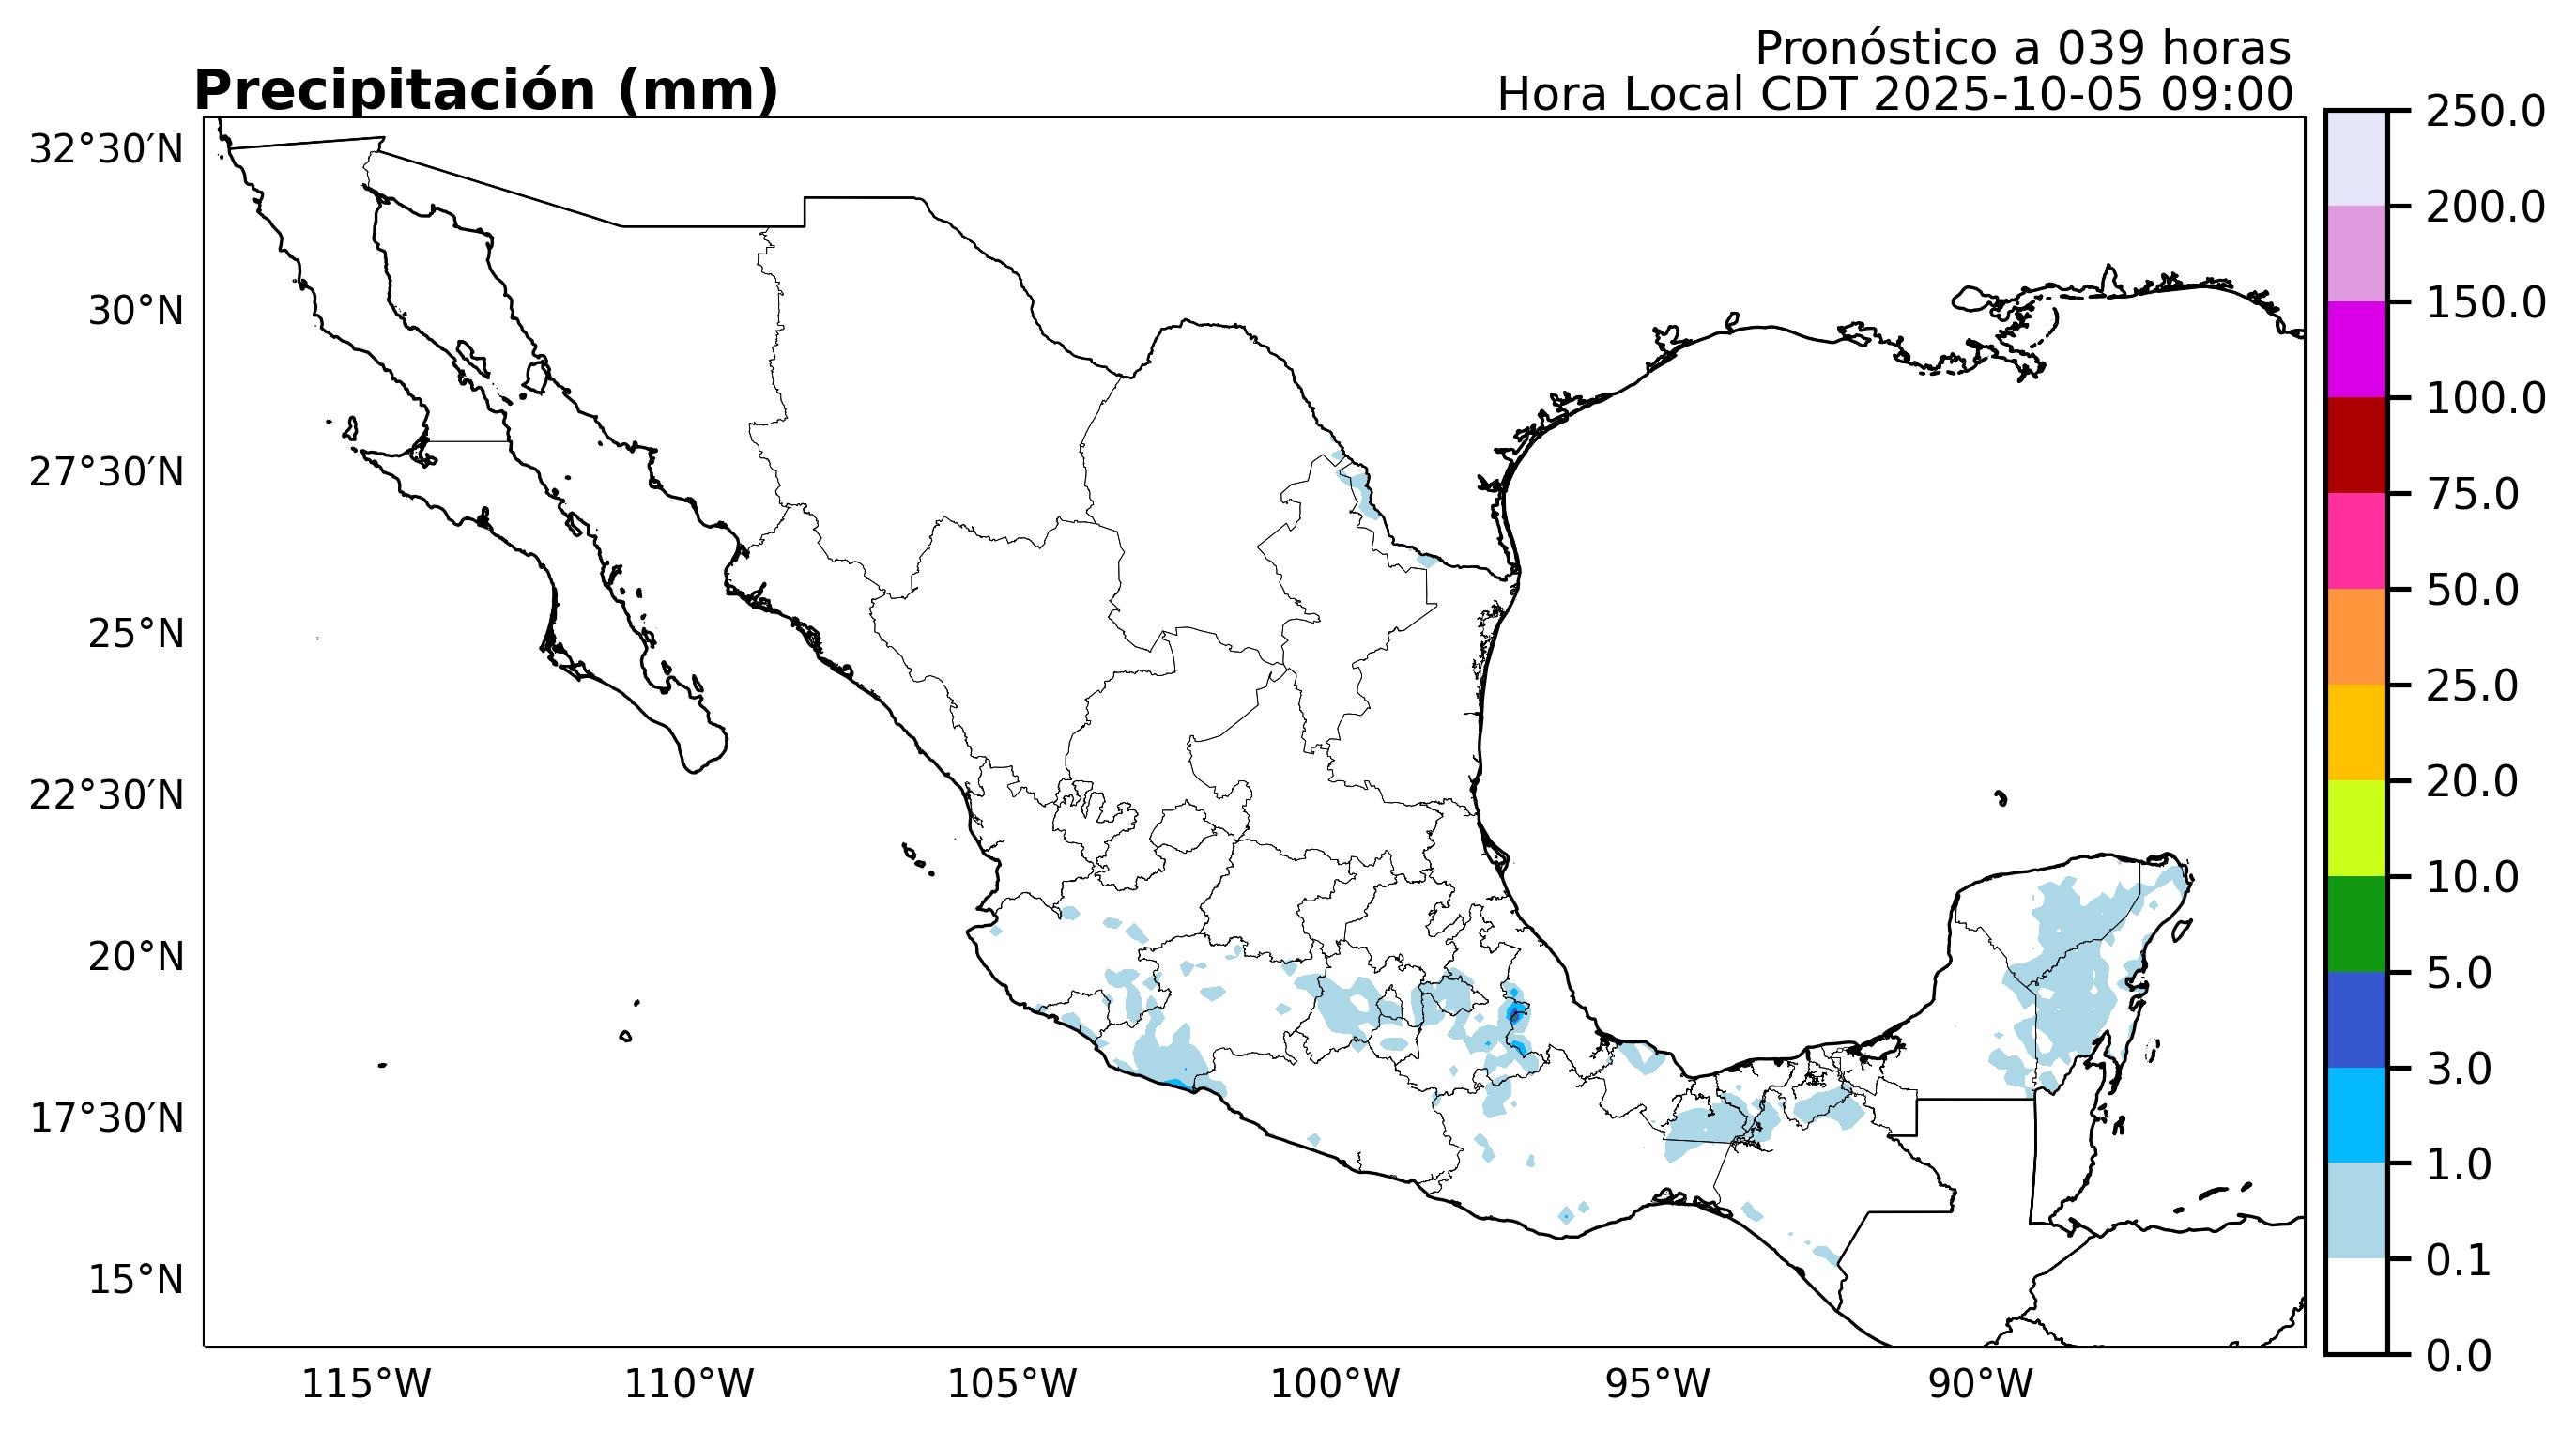 Pronóstico a 039 horas
Precipitación (mm)
Hora Local CDT 2025-10-05 09:00
32°30′N
30°N
27°30′N
25°N
22°30′N
20°N
17°30′N
15°N
115°W
110°W
105°W
100°W
95°W
90°W
250.0
200.0
150.0
100.0
75.0
50.0
25.0
20.0
10.0
5.0
3.0
1.0
0.1
0.0